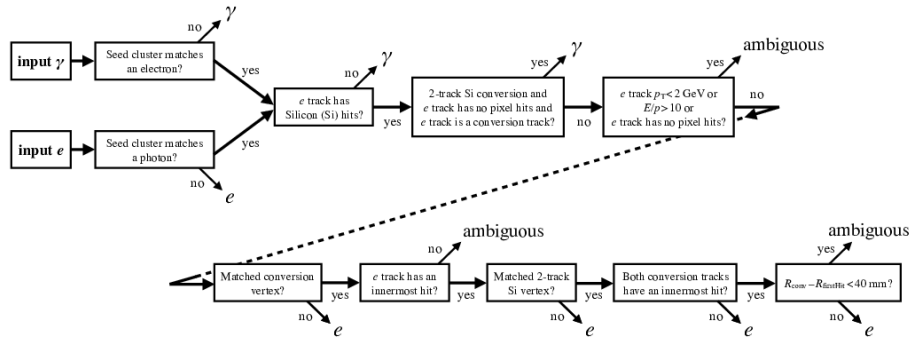 input γ
Seed cluster matches
an electron?
no
γ
yes
input e
Seed cluster matches
a photon?
yes
no
e
e track has
Silicon (Si) hits?
no
γ
yes
2-track Si conversion and
e track has no pixel hits and
e track is a conversion track?
yes
γ
no
e track pT<2 GeV or
E/p>10 or
e track has no pixel hits?
yes
ambiguous
no
Matched conversion
vertex?
yes
no
e
e track has an
innermost hit?
no
ambiguous
yes
Matched 2-track
Si vertex?
yes
no
e
Both conversion tracks
have an innermost hit?
yes
no
e
Rconv−RfirstHit<40 mm?
yes
ambiguous
no
e